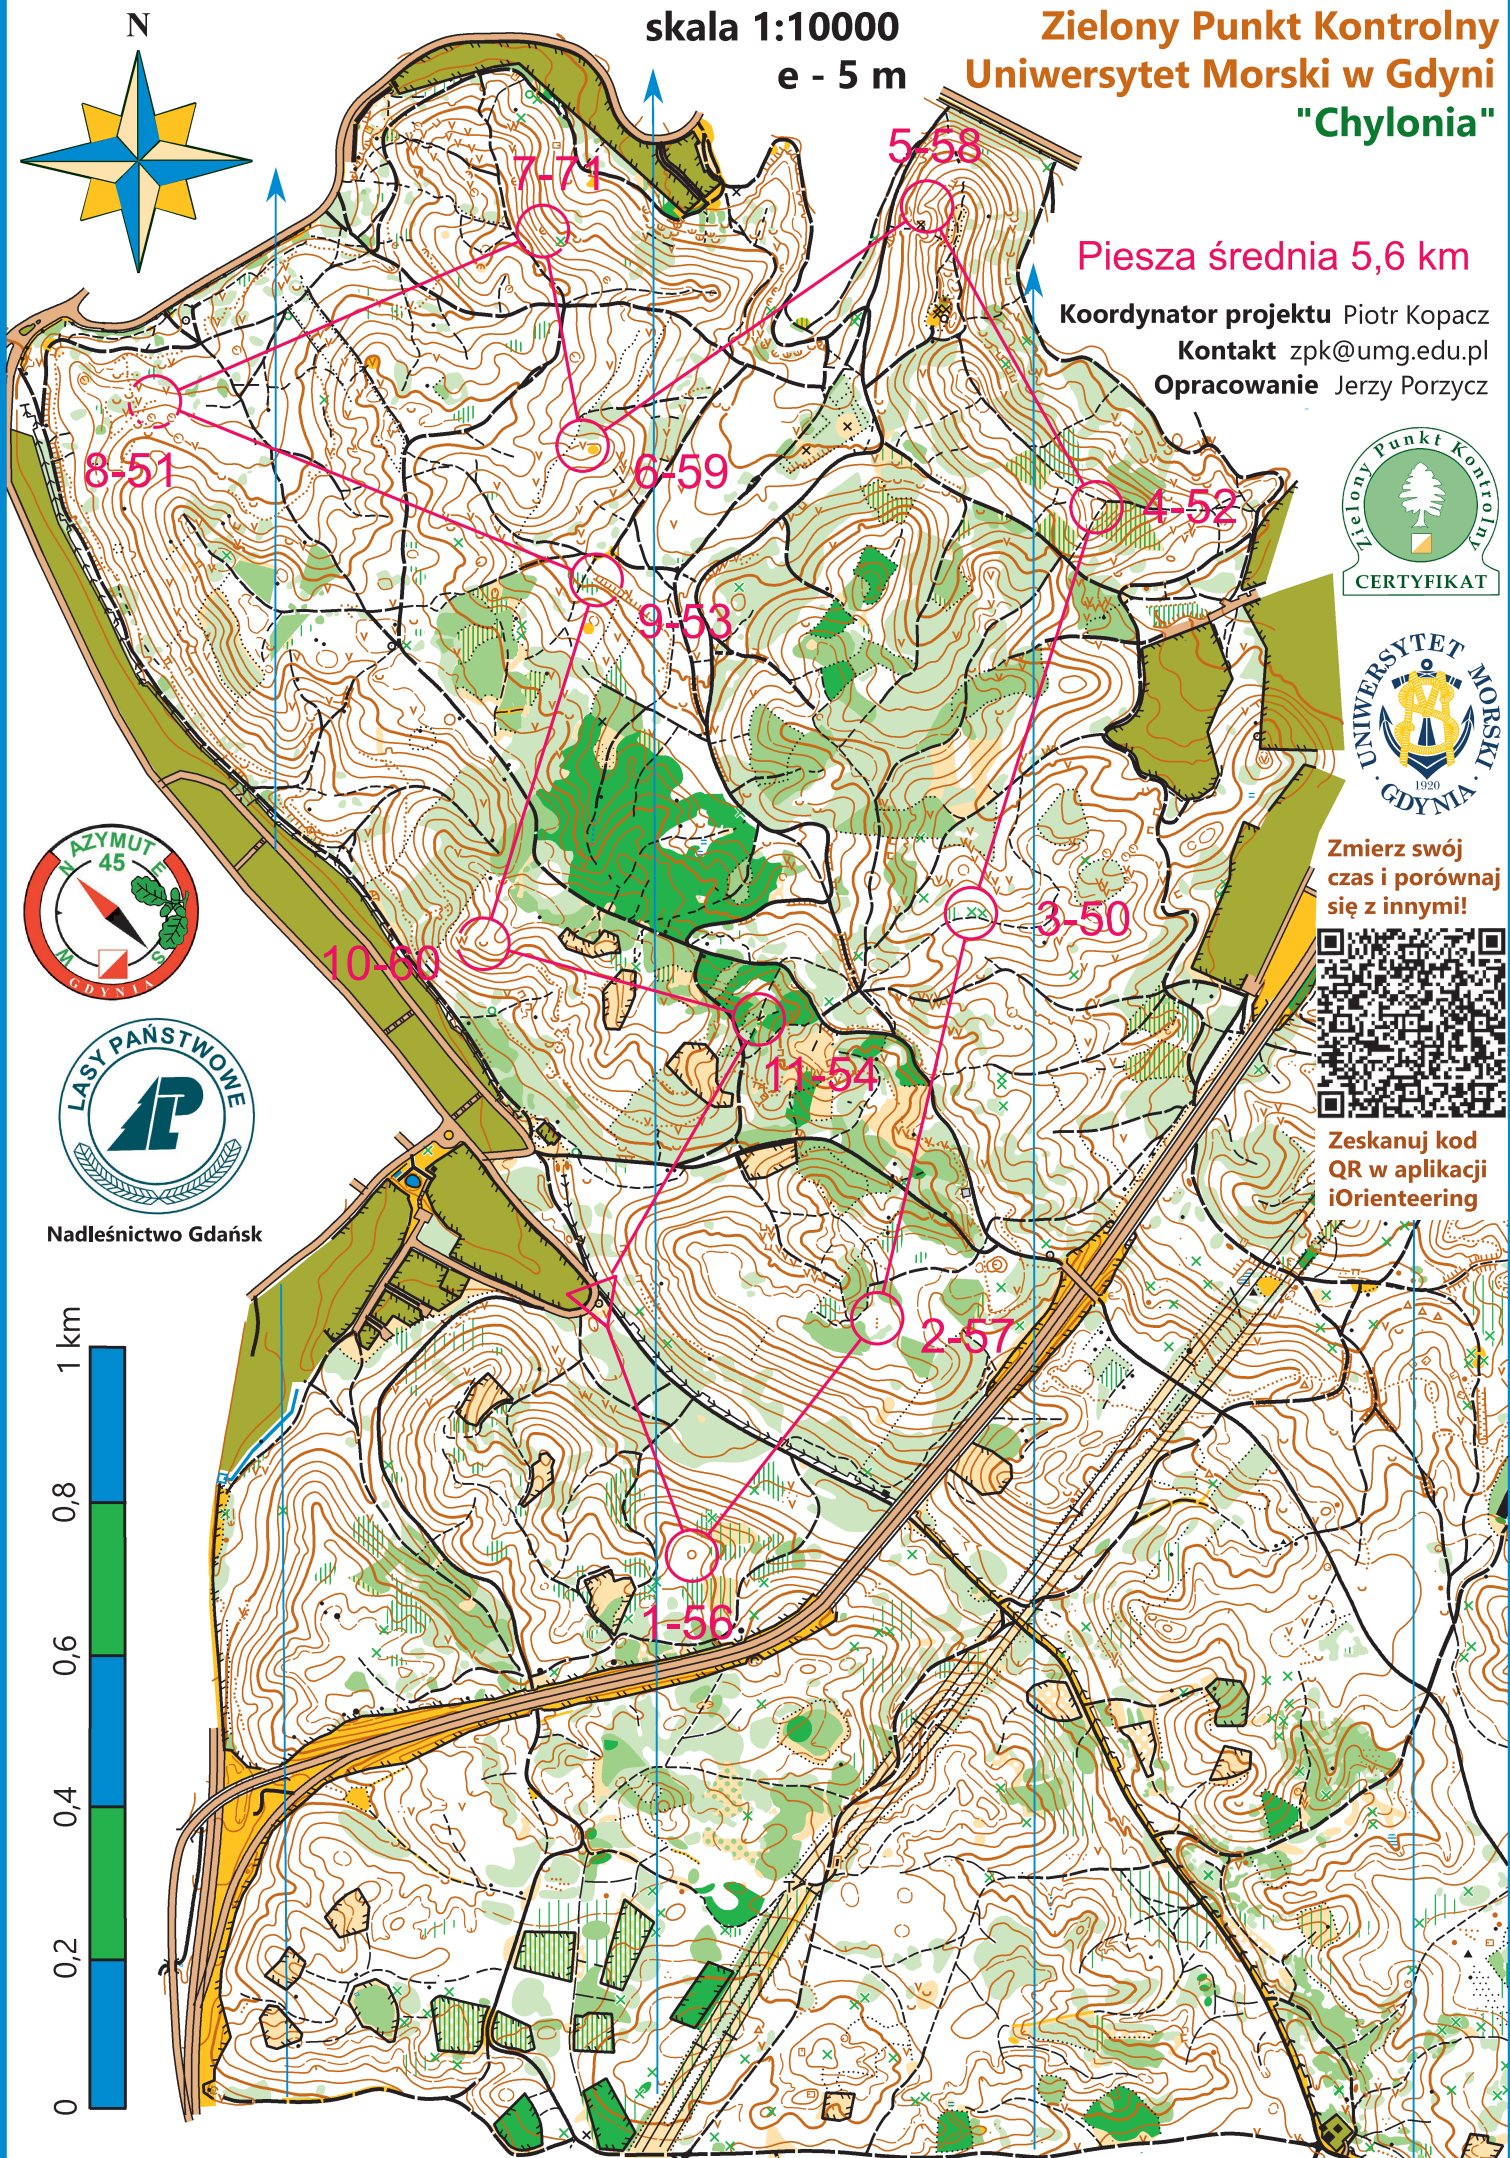 N
skala 1:10000
e - 5 m
Zielony Punkt Kontrolny
Uniwersytet Morski w Gdyni
"Chylonia"
Piesza średnia 5,6 km
Koordynator projektu Piotr Kopacz
Kontakt zpk@umg.edu.pl
Opracowanie Jerzy Porzycz
7-71
5-58
8-51
6-59
4-52
9-53
3-50
10-60
11-54
2-57
1-56
Zielony Punkt Kontrolny
CERTYFIKAT
UNIWERSYTET MORSKI
1920
· GDYNIA ·
Zmierz swój
czas i porównaj
się z innymi!
Zeskanuj kod
QR w aplikacji
iOrienteering
AZYMUT
45
N
E
W
S
GDYNIA
LASY PAŃSTWOWE
LP
Nadleśnictwo Gdańsk
1 km
0,8
0,6
0,4
0,2
0